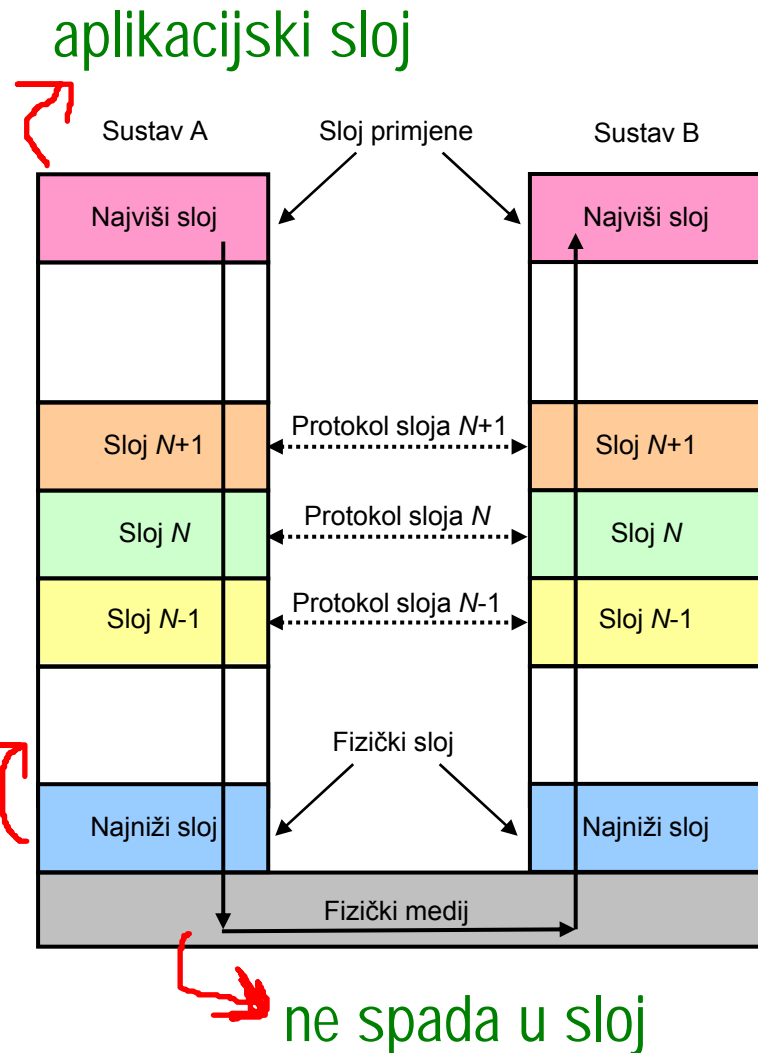 aplikacijski sloj
Sustav A
Sloj primjene
Sustav B
Najviši sloj
Najviši sloj
Sloj N+1
Protokol sloja N+1
Sloj N+1
Sloj N
Protokol sloja N
Sloj N
Sloj N-1
Protokol sloja N-1
Sloj N-1
Fizički sloj
Najniži sloj
Najniži sloj
Fizički medij
ne spada u sloj